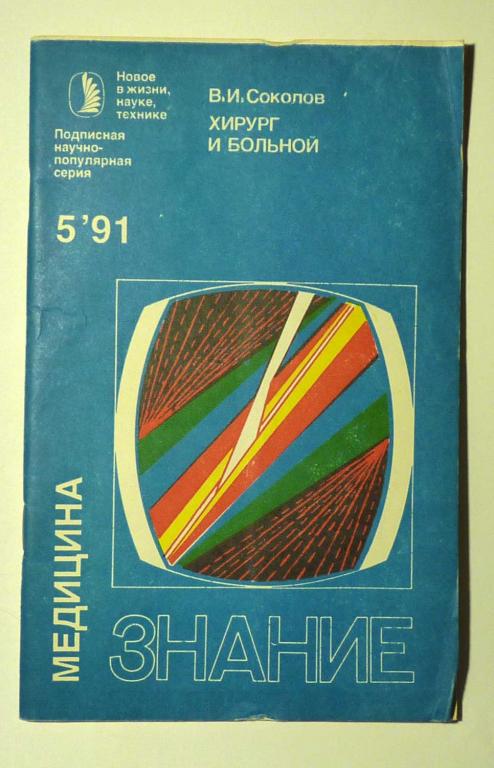 Новое
в жизни,
науке,
технике
Подписная
научно-
популярная
серия
5'91
В.И.Соколов
ХИРУРГ
И БОЛЬНОЙ
МЕДИЦИНА
ЗНАНИЕ